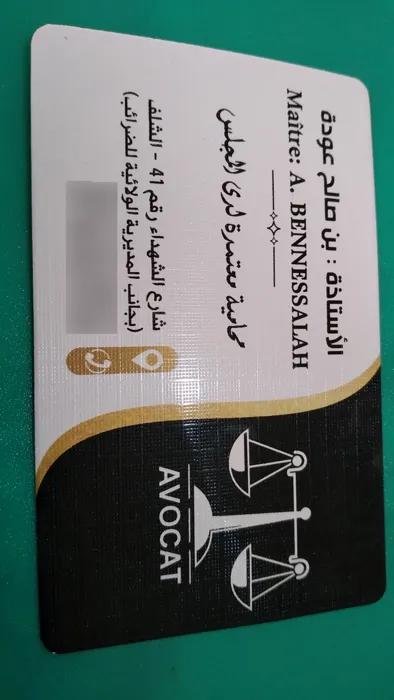 الأستاذة : بن صالح عودة
Maître: A. BENNESSALAH
محامية معتمدة لدى المجلس
شارع الشهداء رقم 41 - الشلف
(بجانب المديرية الولائية للضرائب)
AVOCAT